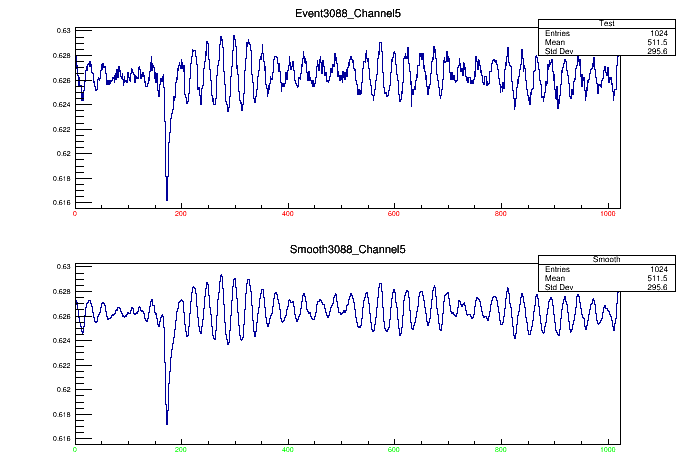 Event3088_Channel5
Test
Entries 1024
Mean 511.5
Std Dev 295.6
0.63
0.628
0.626
0.624
0.622
0.62
0.618
0.616
0 200 400 600 800 1000
Smooth3088_Channel5
Smooth
Entries 1024
Mean 511.5
Std Dev 295.6
0.63
0.628
0.626
0.624
0.622
0.62
0.618
0.616
0 200 400 600 800 1000